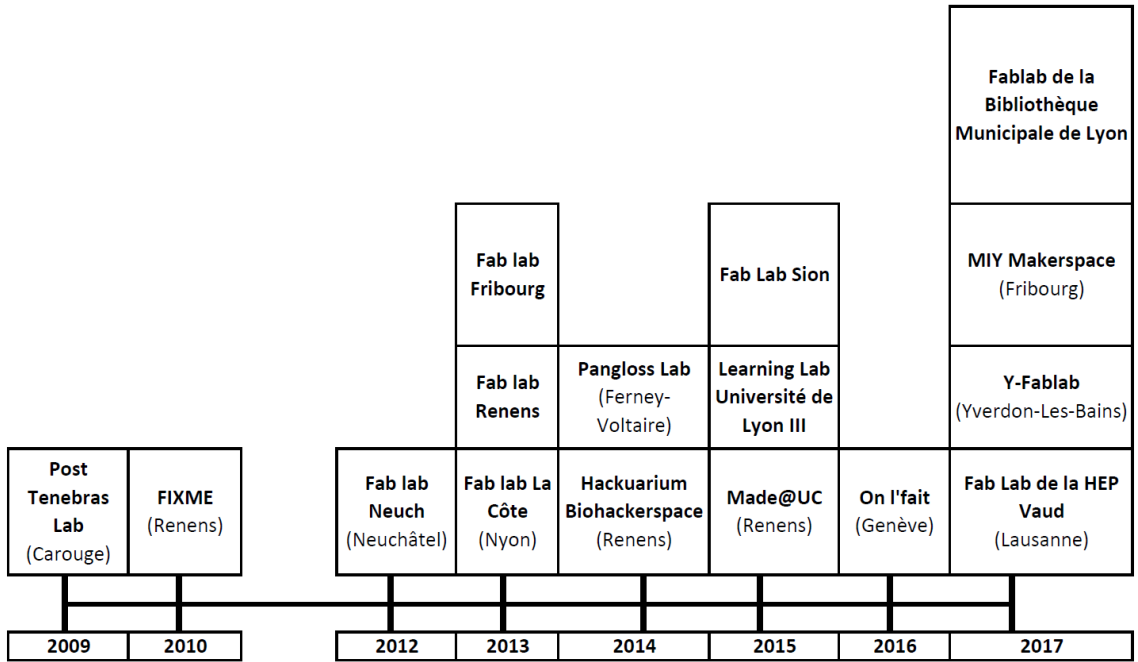 Fablab de la
Bibliothèque
Municipale de Lyon
Fab lab
Fribourg
Fab Lab Sion
MIY Makerspace
(Fribourg)
Fab lab
Renens
Pangloss Lab
(Ferney-
Voltaire)
Learning Lab
Université de
Lyon III
Y-Fablab
(Yverdon-Les-Bains)
Post
Tenebras
Lab
(Carouge)
FIXME
(Renens)
Fab lab
Neuch
(Neuchâtel)
Fab lab La
Côte
(Nyon)
Hackuarium
Biohackerspace
(Renens)
Made@UC
(Renens)
On l'fait
(Genève)
Fab Lab de la HEP
Vaud
(Lausanne)
2009
2010
2012
2013
2014
2015
2016
2017